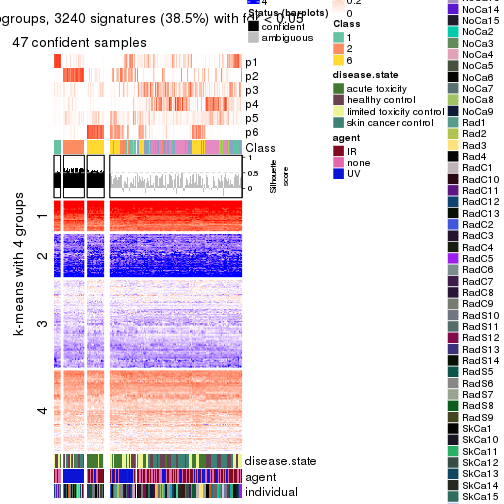 groups, 3240 signatures (38.5%) with fdr < 0.05
47 confident samples
p1
p2
p3
p4
p5
p6
Class
1
0.5
0
Silhouette
score
k-means with 4 groups
1
2
3
4
disease.state
agent
individual
4
Status (barplots)
confident
ambiguous
0.2
0
Class
1
2
6
disease.state
acute toxicity
healthy control
limited toxicity control
skin cancer control
agent
IR
none
UV
NoCa14
NoCa15
NoCa2
NoCa3
NoCa4
NoCa5
NoCa6
NoCa7
NoCa8
NoCa9
Rad1
Rad2
Rad3
Rad4
RadC1
RadC10
RadC11
RadC12
RadC13
RadC2
RadC3
RadC4
RadC5
RadC6
RadC7
RadC8
RadC9
RadS10
RadS11
RadS12
RadS13
RadS14
RadS5
RadS6
RadS7
RadS8
RadS9
SkCa1
SkCa10
SkCa11
SkCa12
SkCa13
SkCa14
SkCa15